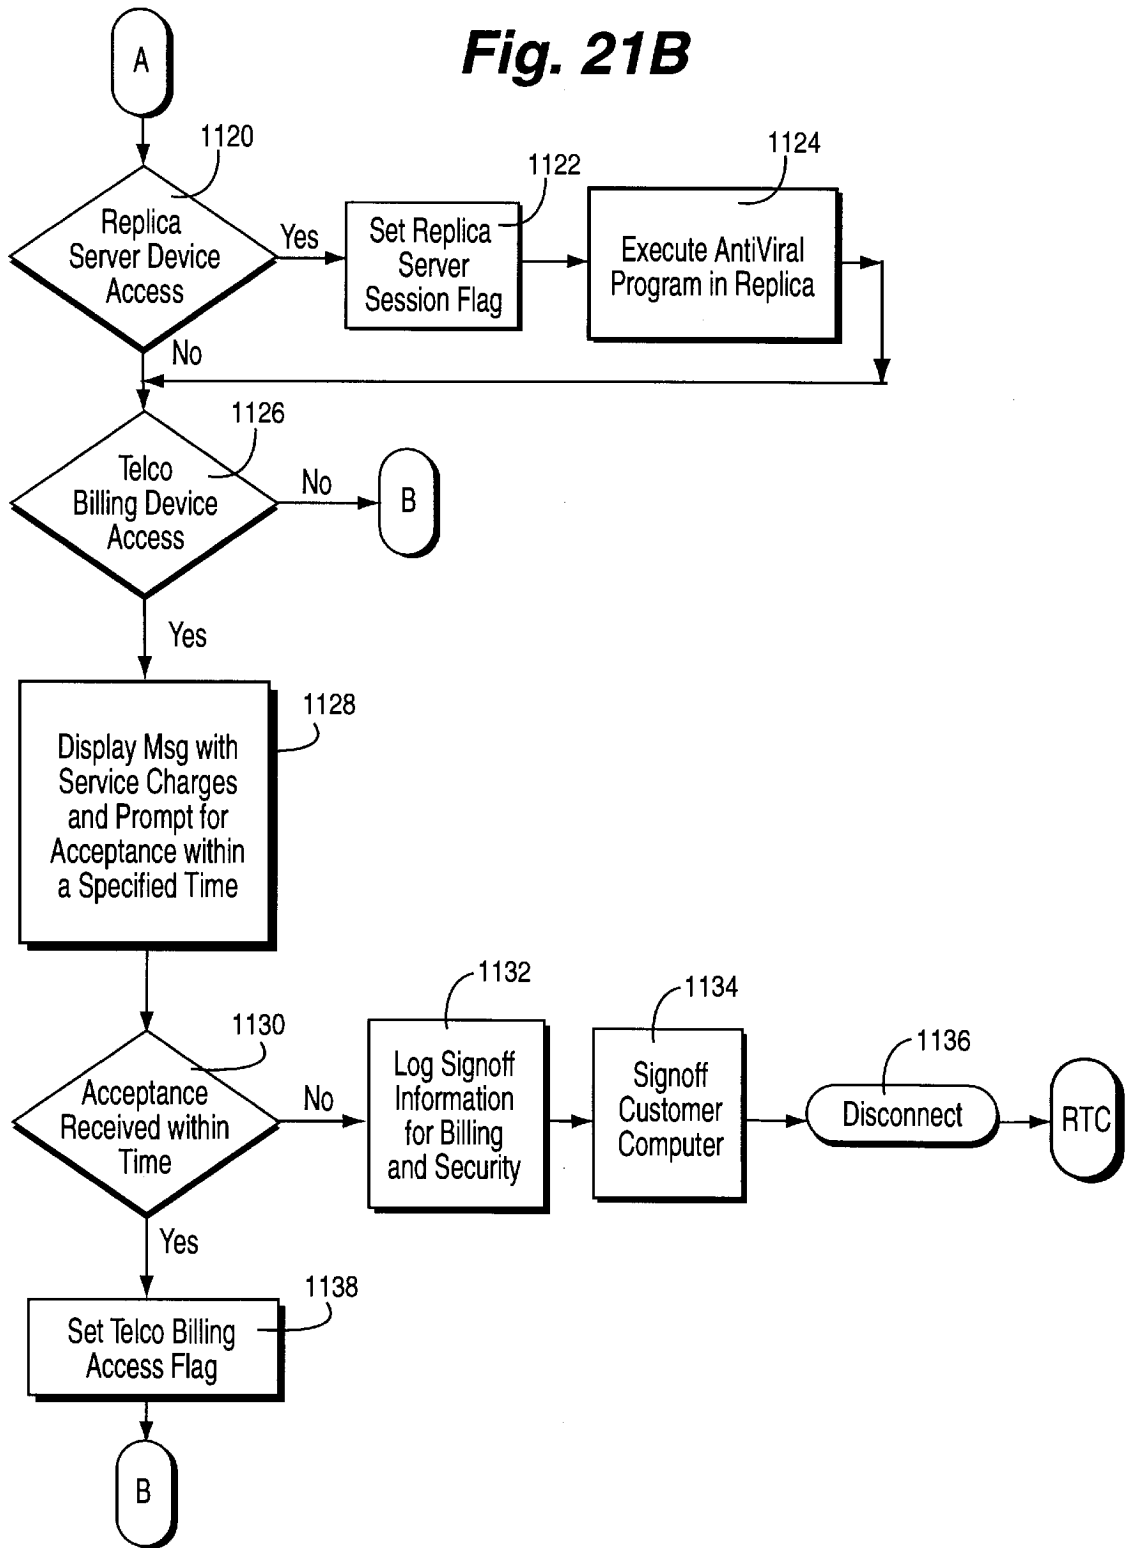 Fig. 21B
A
1120
Replica
Server Device
Access
Yes
1122
Set Replica
Server
Session Flag
1124
Execute AntiViral
Program in Replica
No
1126
Telco
Billing Device
Access
No
B
Yes
1128
Display Msg with
Service Charges
and Prompt for
Acceptance within
a Specified Time
1130
Acceptance
Received within
Time
No
1132
Log Signoff
Information
for Billing
and Security
1134
Signoff
Customer
Computer
1136
Disconnect
RTC
Yes
1138
Set Telco Billing
Access Flag
B